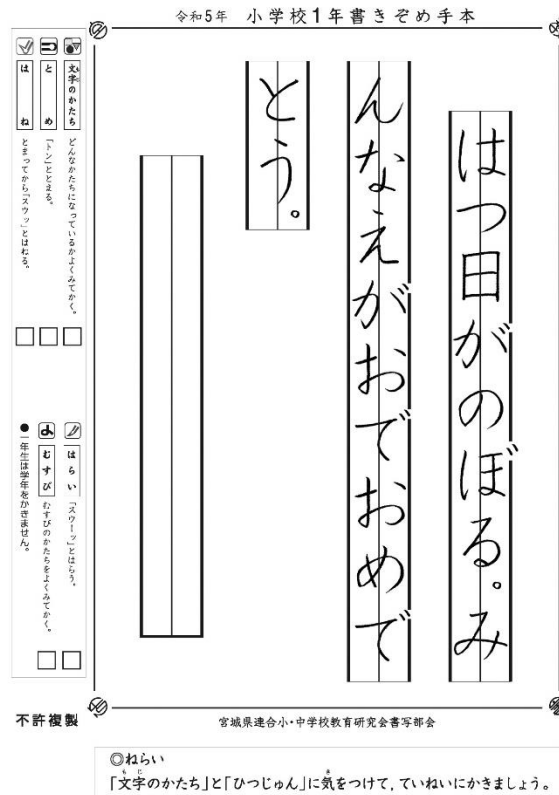 令和5年 小学校1年書きぞめ手本
はつ日がのぼる。み
んなえがおでおめで
とう。
文字のかたち どんなかたちになっているかよくみてかく。
とめ 「トン」ととまる。
はね とまってから「スウッ」とはねる。
はらい 「スウーッ」とはらう。
むすび むすびのかたちをよくみてかく。
●一年生は学年をかきません。
不許複製
宮城県連合小・中学校教育研究会書写部会
◎ねらい
「文字のかたち」と「ひつじゅん」に気をつけて，ていねいにかきましょう。